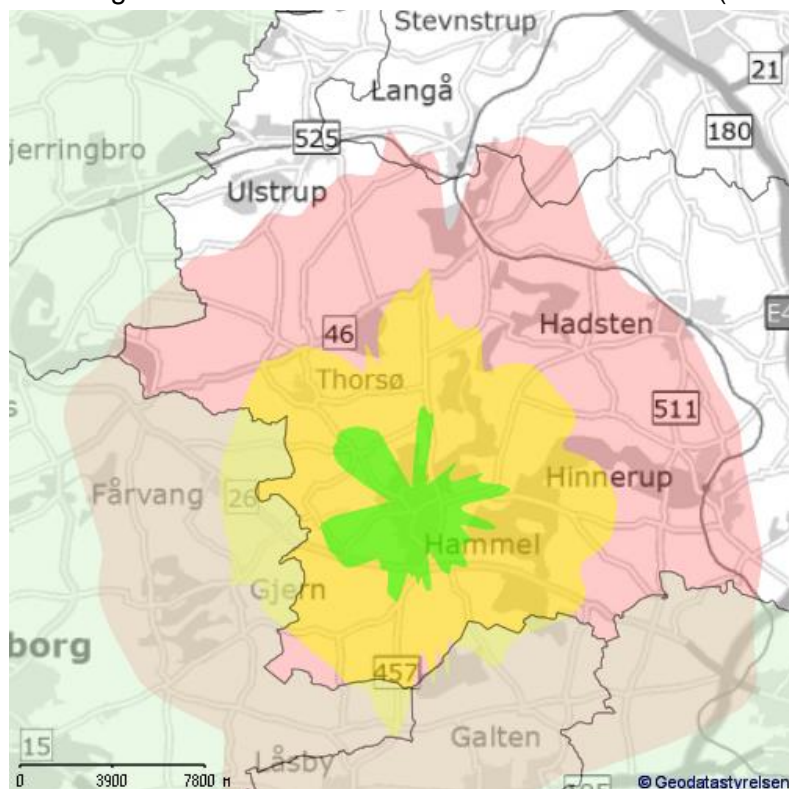 Stevnstrup
21
Langå
180
525
jerringbro
Ulstrup
E4
46
Hadsten
Thorsø
511
Hinnerup
Fårvang
26
Hammel
Gjern
borg
457
15
Galten
Låsby
0 3900 7800 M
© Geodatastyrelsen